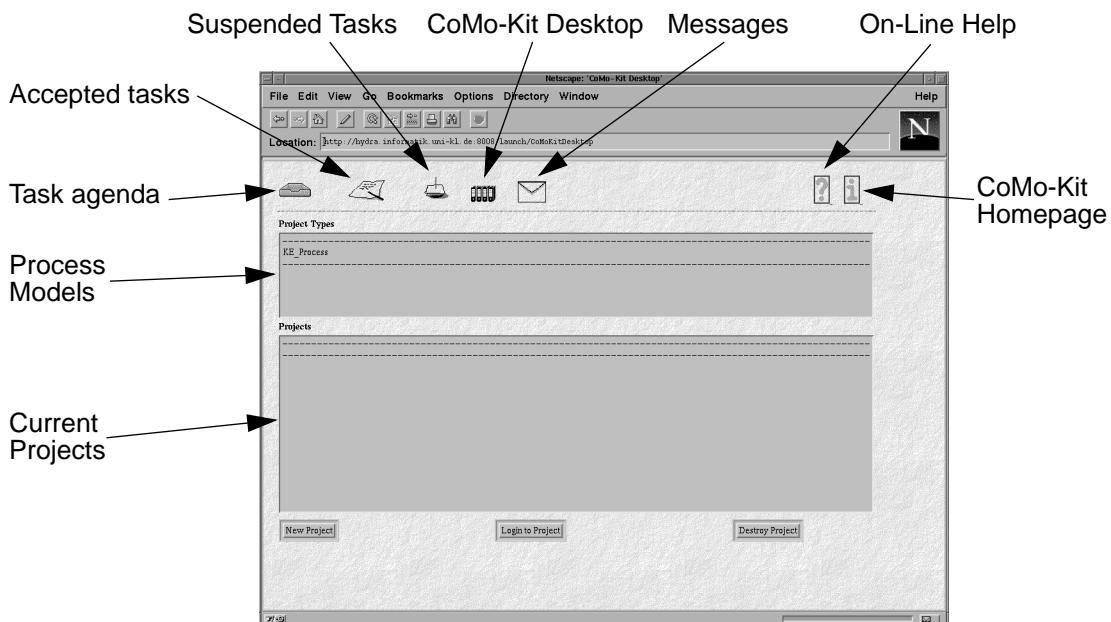 Suspended Tasks CoMo-Kit Desktop Messages On-Line Help
Accepted tasks
Task agenda
Process
Models
Current
Projects
CoMo-Kit
Homepage
Netscape: 'CoMo-Kit Desktop'
File Edit View Go Bookmarks Options Directory Window Help
Location: http://hydra.informatik.uni-kl.de:8008/launch/CoMoKitDesktop
N
? i
Project Types
KE_Process
Projects
New Project Login to Project Destroy Project